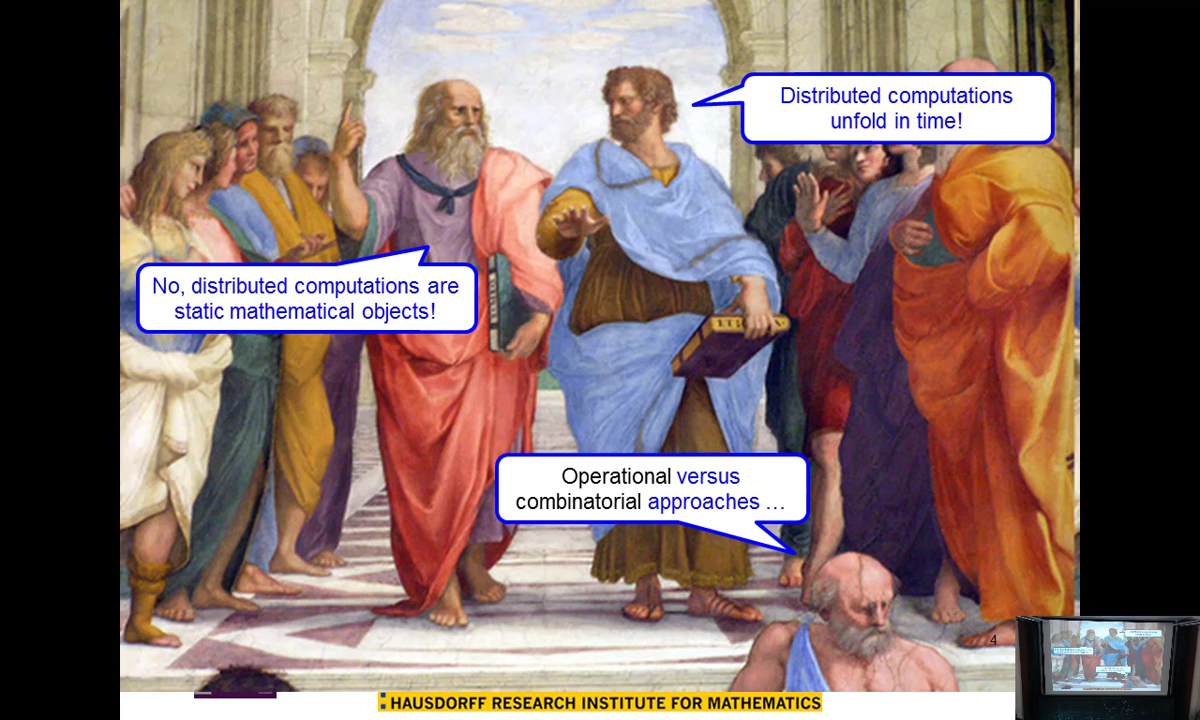 Distributed computations
unfold in time!
No, distributed computations are
static mathematical objects!
Operational versus
combinatorial approaches …
4
HAUSDORFF RESEARCH INSTITUTE FOR MATHEMATICS